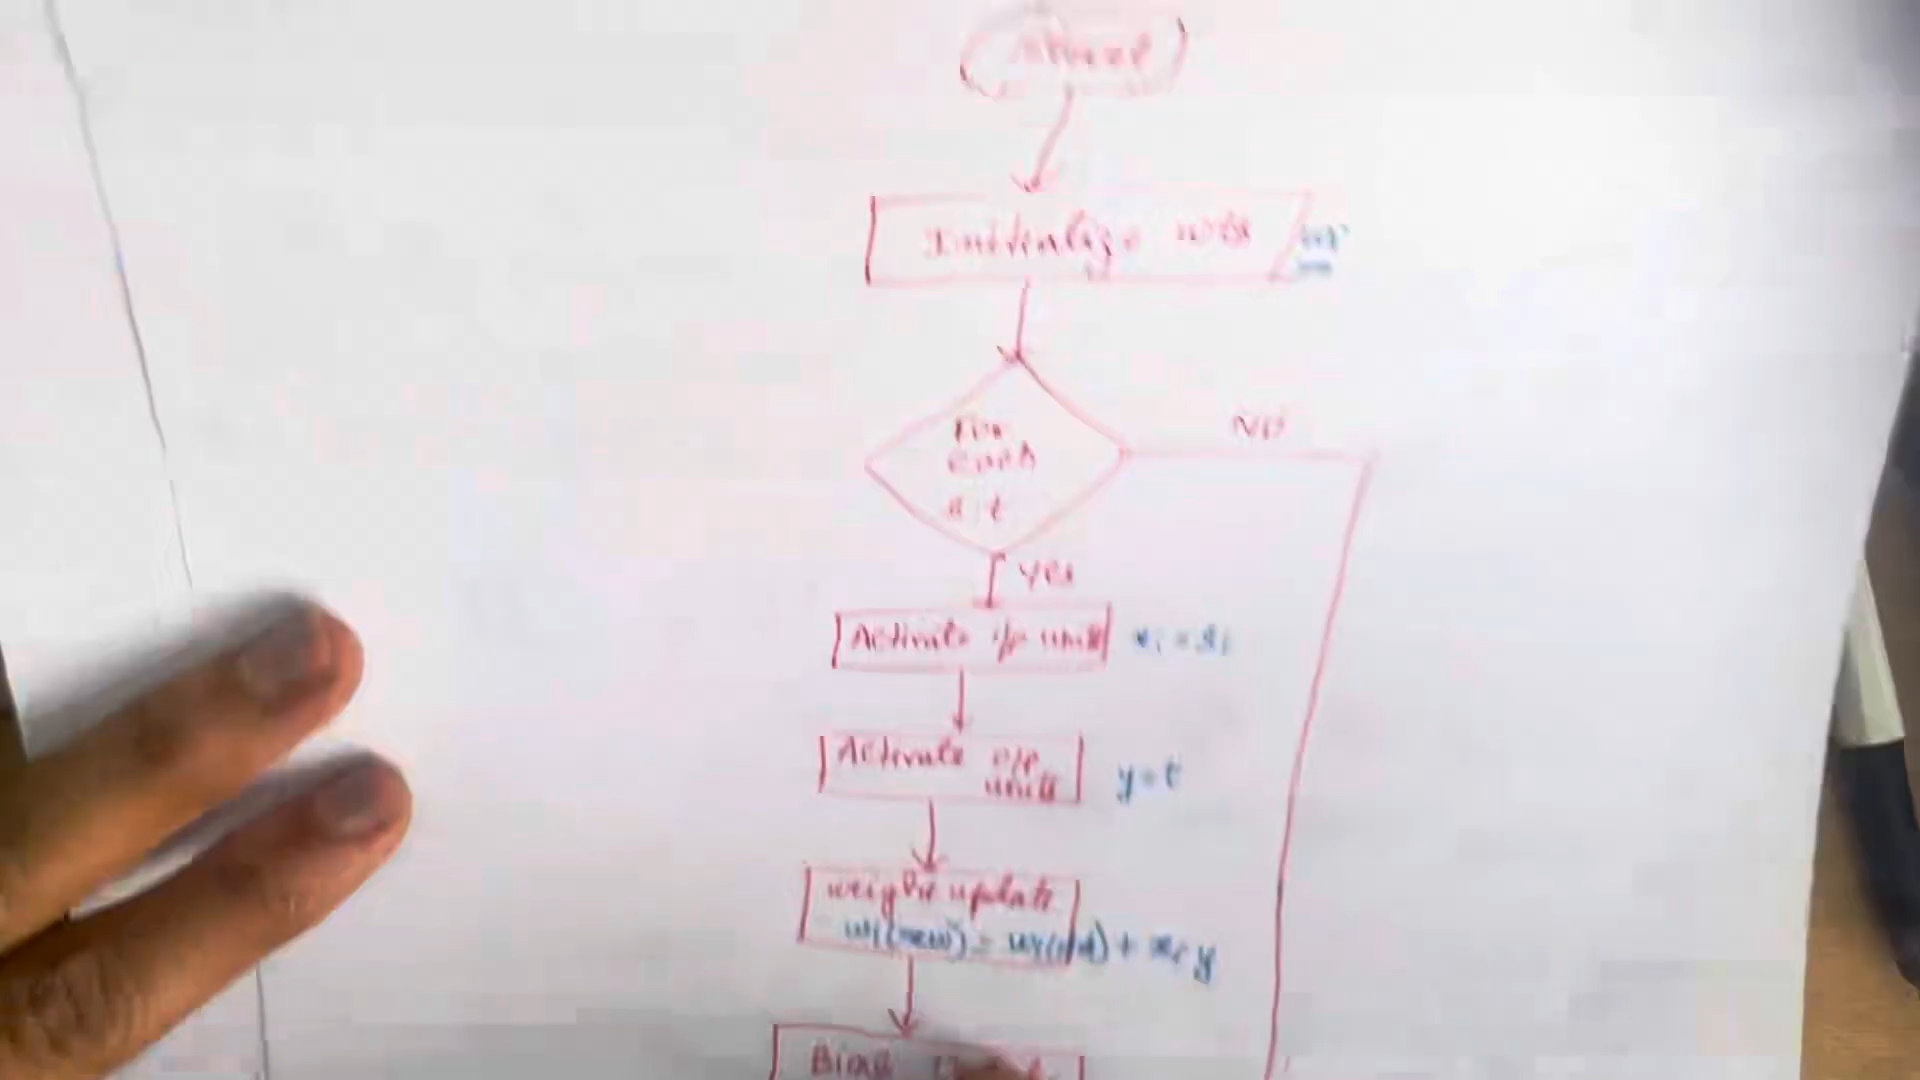 Start
Initialize wts
For
each
s : t
NO
Yes
Activate i/p units
xi = si
Activate o/p
units
y = t
weight update
wi(new) = wi(old) + xi y
Bias